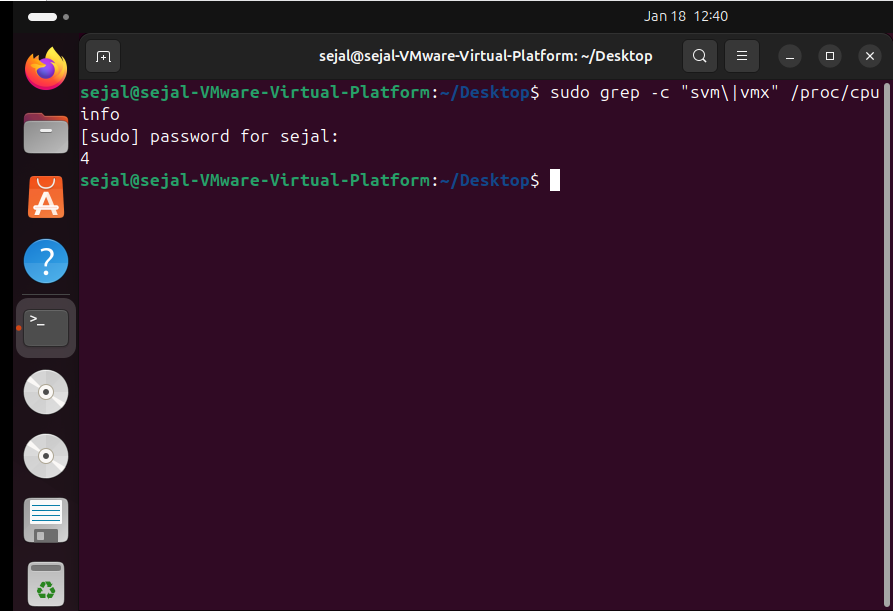 Jan 18 12:40
sejal@sejal-VMware-Virtual-Platform: ~/Desktop
sejal@sejal-VMware-Virtual-Platform:~/Desktop$ sudo grep -c "svm\|vmx" /proc/cpu
info
[sudo] password for sejal:
4
sejal@sejal-VMware-Virtual-Platform:~/Desktop$